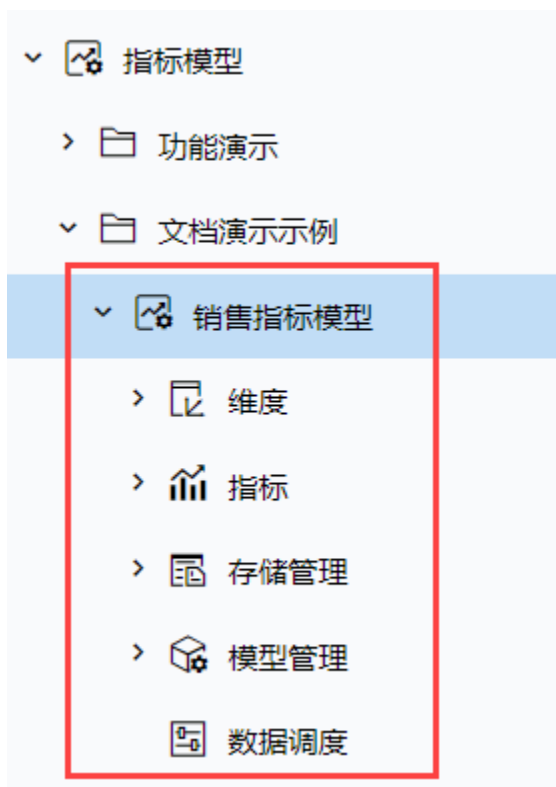 指标模型
功能演示
文档演示示例
销售指标模型
维度
指标
存储管理
模型管理
数据调度